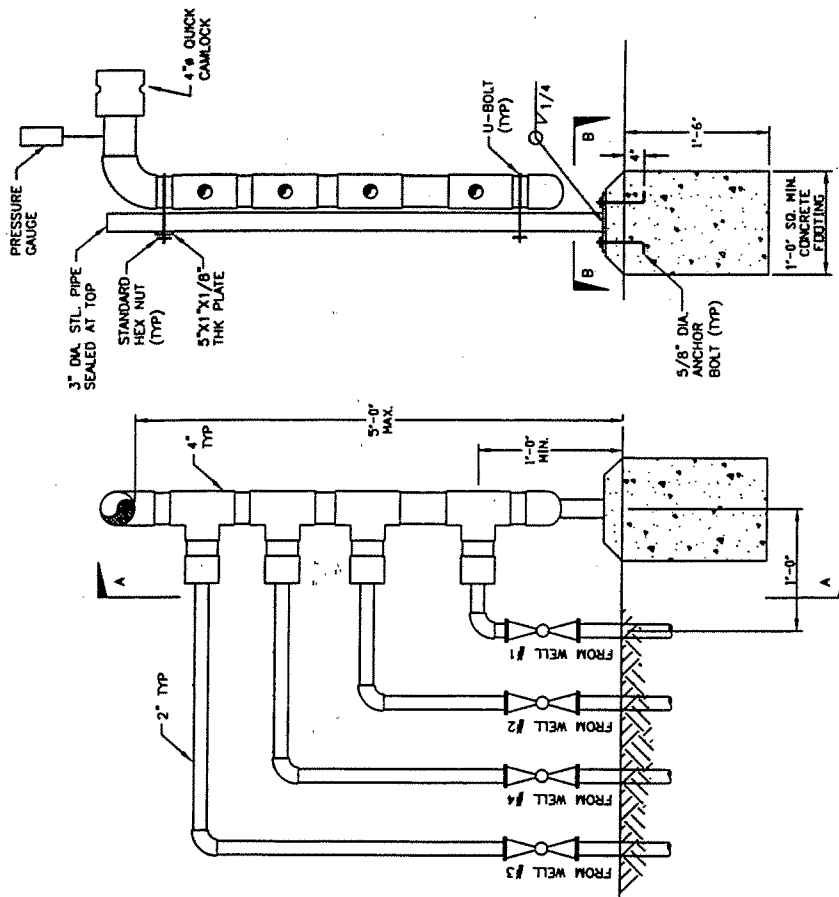 PRESSURE
GAUGE
4"ø QUICK
CAMLOCK
3" DIA. STL. PIPE
SEALED AT TOP
STANDARD
HEX NUT
(TYP)
5"X1"X1/8"
THK PLATE
U-BOLT
(TYP)
1/4
B
B
4"
1'-6"
5/8" DIA.
ANCHOR
BOLT (TYP)
1'-0" SQ. MIN.
CONCRETE
FOOTING
4"
TYP
5'-0"
MAX.
1'-0"
MIN.
A
A
1'-0"
2" TYP
FROM WELL #1
FROM WELL #2
FROM WELL #4
FROM WELL #3